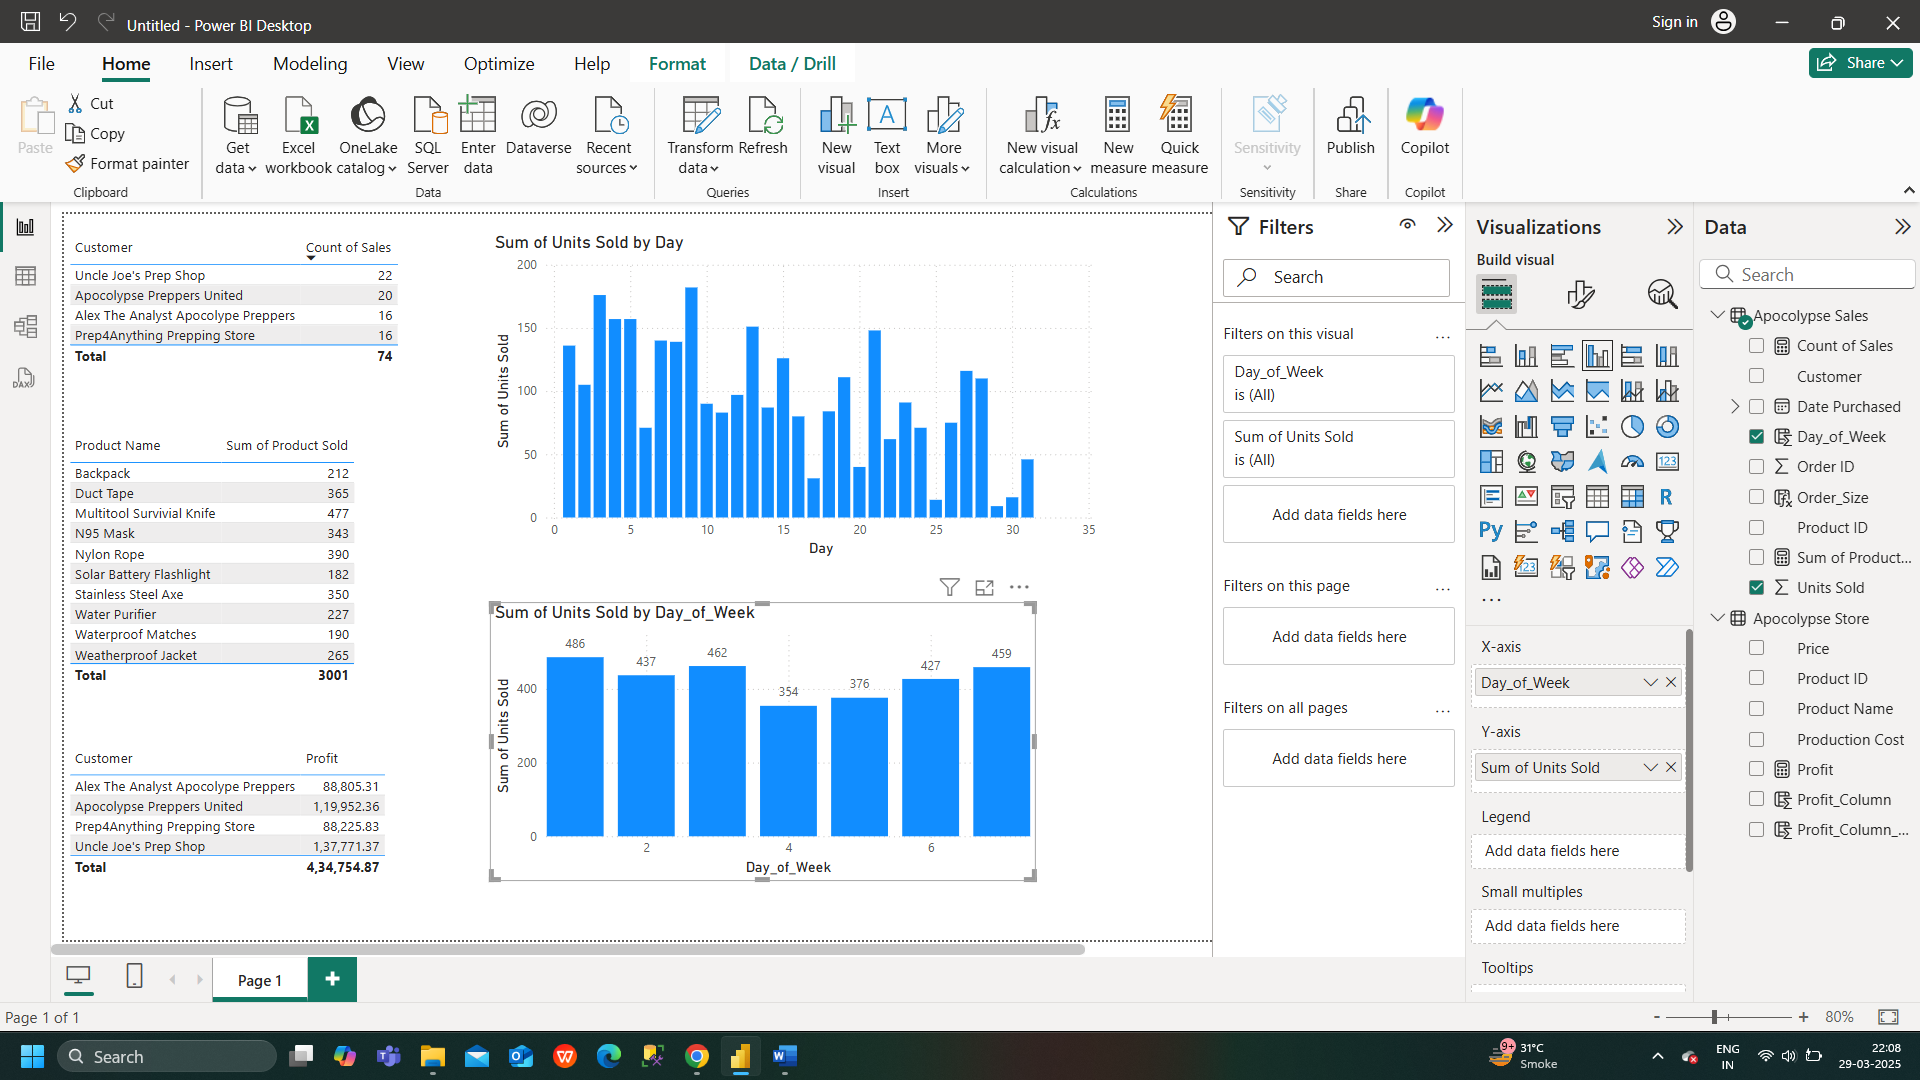 Untitled - Power BI Desktop
Sign in
File
Home
Insert
Modeling
View
Optimize
Help
Format
Data / Drill
Share
Paste
Cut
Copy
Format painter
Clipboard
Get data
Excel workbook
OneLake catalog
SQL Server
Enter data
Dataverse
Recent sources
Data
Transform data
Refresh
Queries
New visual
Text box
More visuals
Insert
New visual calculation
New measure
Quick measure
Calculations
Sensitivity
Sensitivity
Publish
Share
Copilot
Copilot
Customer Count of Sales
Uncle Joe's Prep Shop 22
Apocolypse Preppers United 20
Alex The Analyst Apocolype Preppers 16
Prep4Anything Prepping Store 16
Total 74
Product Name Sum of Product Sold
Backpack 212
Duct Tape 365
Multitool Survivial Knife 477
N95 Mask 343
Nylon Rope 390
Solar Battery Flashlight 182
Stainless Steel Axe 350
Water Purifier 227
Waterproof Matches 190
Weatherproof Jacket 265
Total 3001
Customer Profit
Alex The Analyst Apocolype Preppers 88,805.31
Apocolypse Preppers United 1,19,952.36
Prep4Anything Prepping Store 88,225.83
Uncle Joe's Prep Shop 1,37,771.37
Total 4,34,754.87
Sum of Units Sold by Day
Sum of Units Sold
200
150
100
50
0
0 5 10 15 20 25 30 35
Day
Sum of Units Sold by Day_of_Week
Sum of Units Sold
486 437 462 354 376 427 459
400
200
0
2 4 6
Day_of_Week
Filters
Search
Filters on this visual ...
Day_of_Week
is (All)
Sum of Units Sold
is (All)
Add data fields here
Filters on this page ...
Add data fields here
Filters on all pages ...
Add data fields here
Visualizations
Build visual
123
R
Py
123
...
X-axis
Day_of_Week
Y-axis
Sum of Units Sold
Legend
Add data fields here
Small multiples
Add data fields here
Tooltips
Data
Search
Apocolypse Sales
Count of Sales
Customer
Date Purchased
Day_of_Week
Order ID
Order_Size
Product ID
Sum of Product...
Units Sold
Apocolypse Store
Price
Product ID
Product Name
Production Cost
Profit
Profit_Column
Profit_Column_...
Page 1
Page 1 of 1
- + 80%
Search
9+
31°C
Smoke
ENG
IN
22:08
29-03-2025